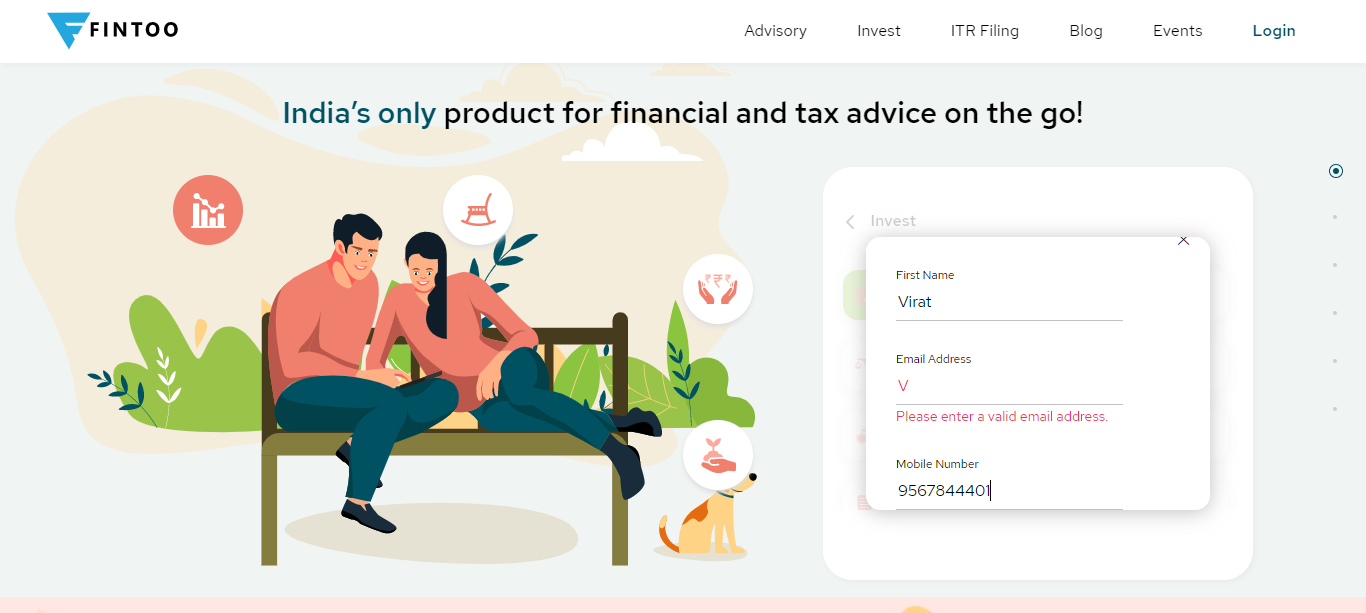 FINTOO
Advisory Invest ITR Filing Blog Events Login
India's only product for financial and tax advice on the go!
Invest
First Name
Virat
Email Address
V
Please enter a valid email address.
Mobile Number
9567844401